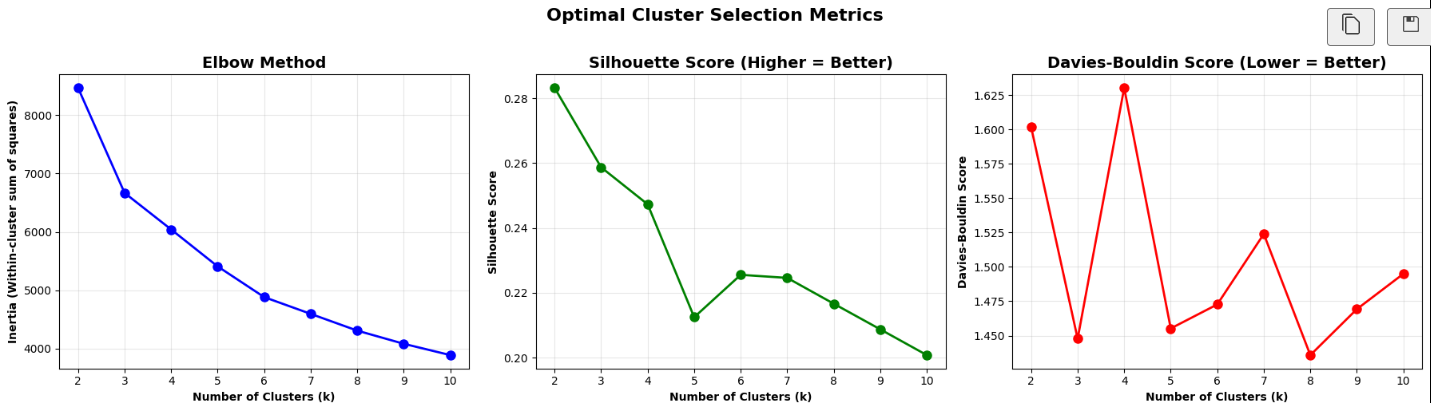 Optimal Cluster Selection Metrics
Elbow Method
Inertia (Within-cluster sum of squares)
8000
7000
6000
5000
4000
2 3 4 5 6 7 8 9 10
Number of Clusters (k)
Silhouette Score (Higher = Better)
Silhouette Score
0.28
0.26
0.24
0.22
0.20
2 3 4 5 6 7 8 9 10
Number of Clusters (k)
Davies-Bouldin Score (Lower = Better)
Davies-Bouldin Score
1.625
1.600
1.575
1.550
1.525
1.500
1.475
1.450
2 3 4 5 6 7 8 9 10
Number of Clusters (k)